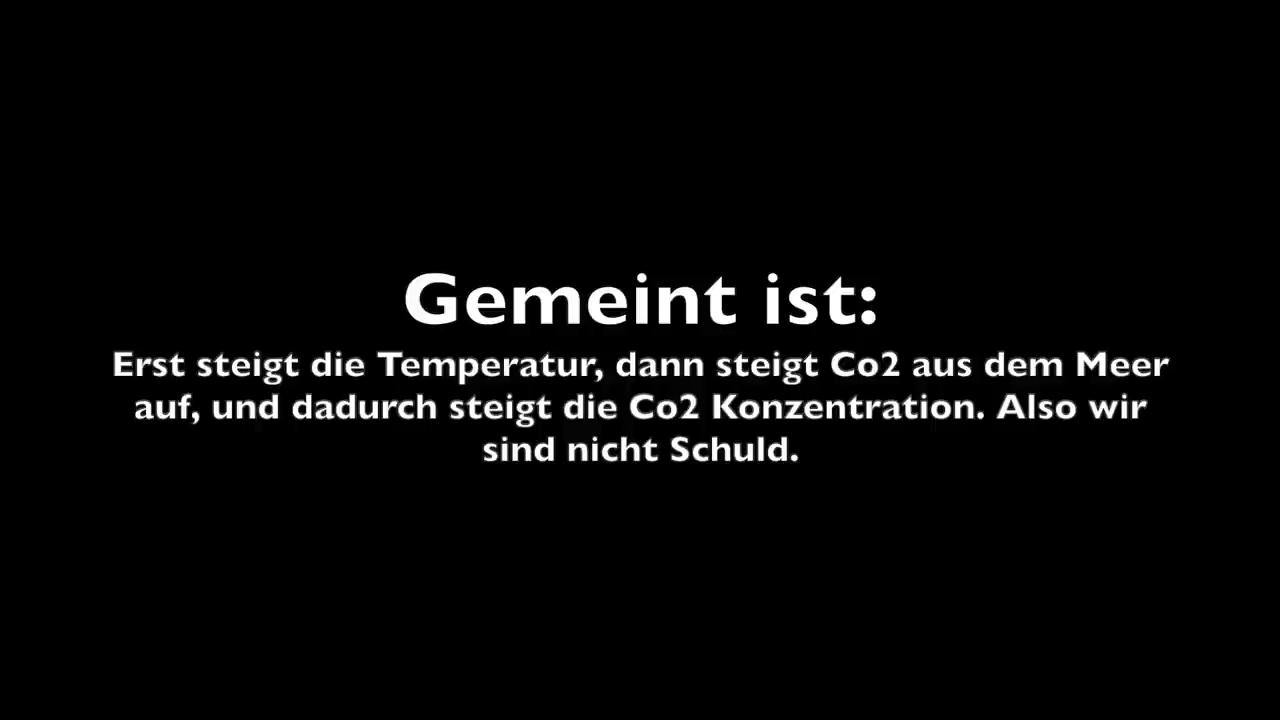 Gemeint ist:
Erst steigt die Temperatur, dann steigt Co2 aus dem Meer
auf, und dadurch steigt die Co2 Konzentration. Also wir
sind nicht Schuld.